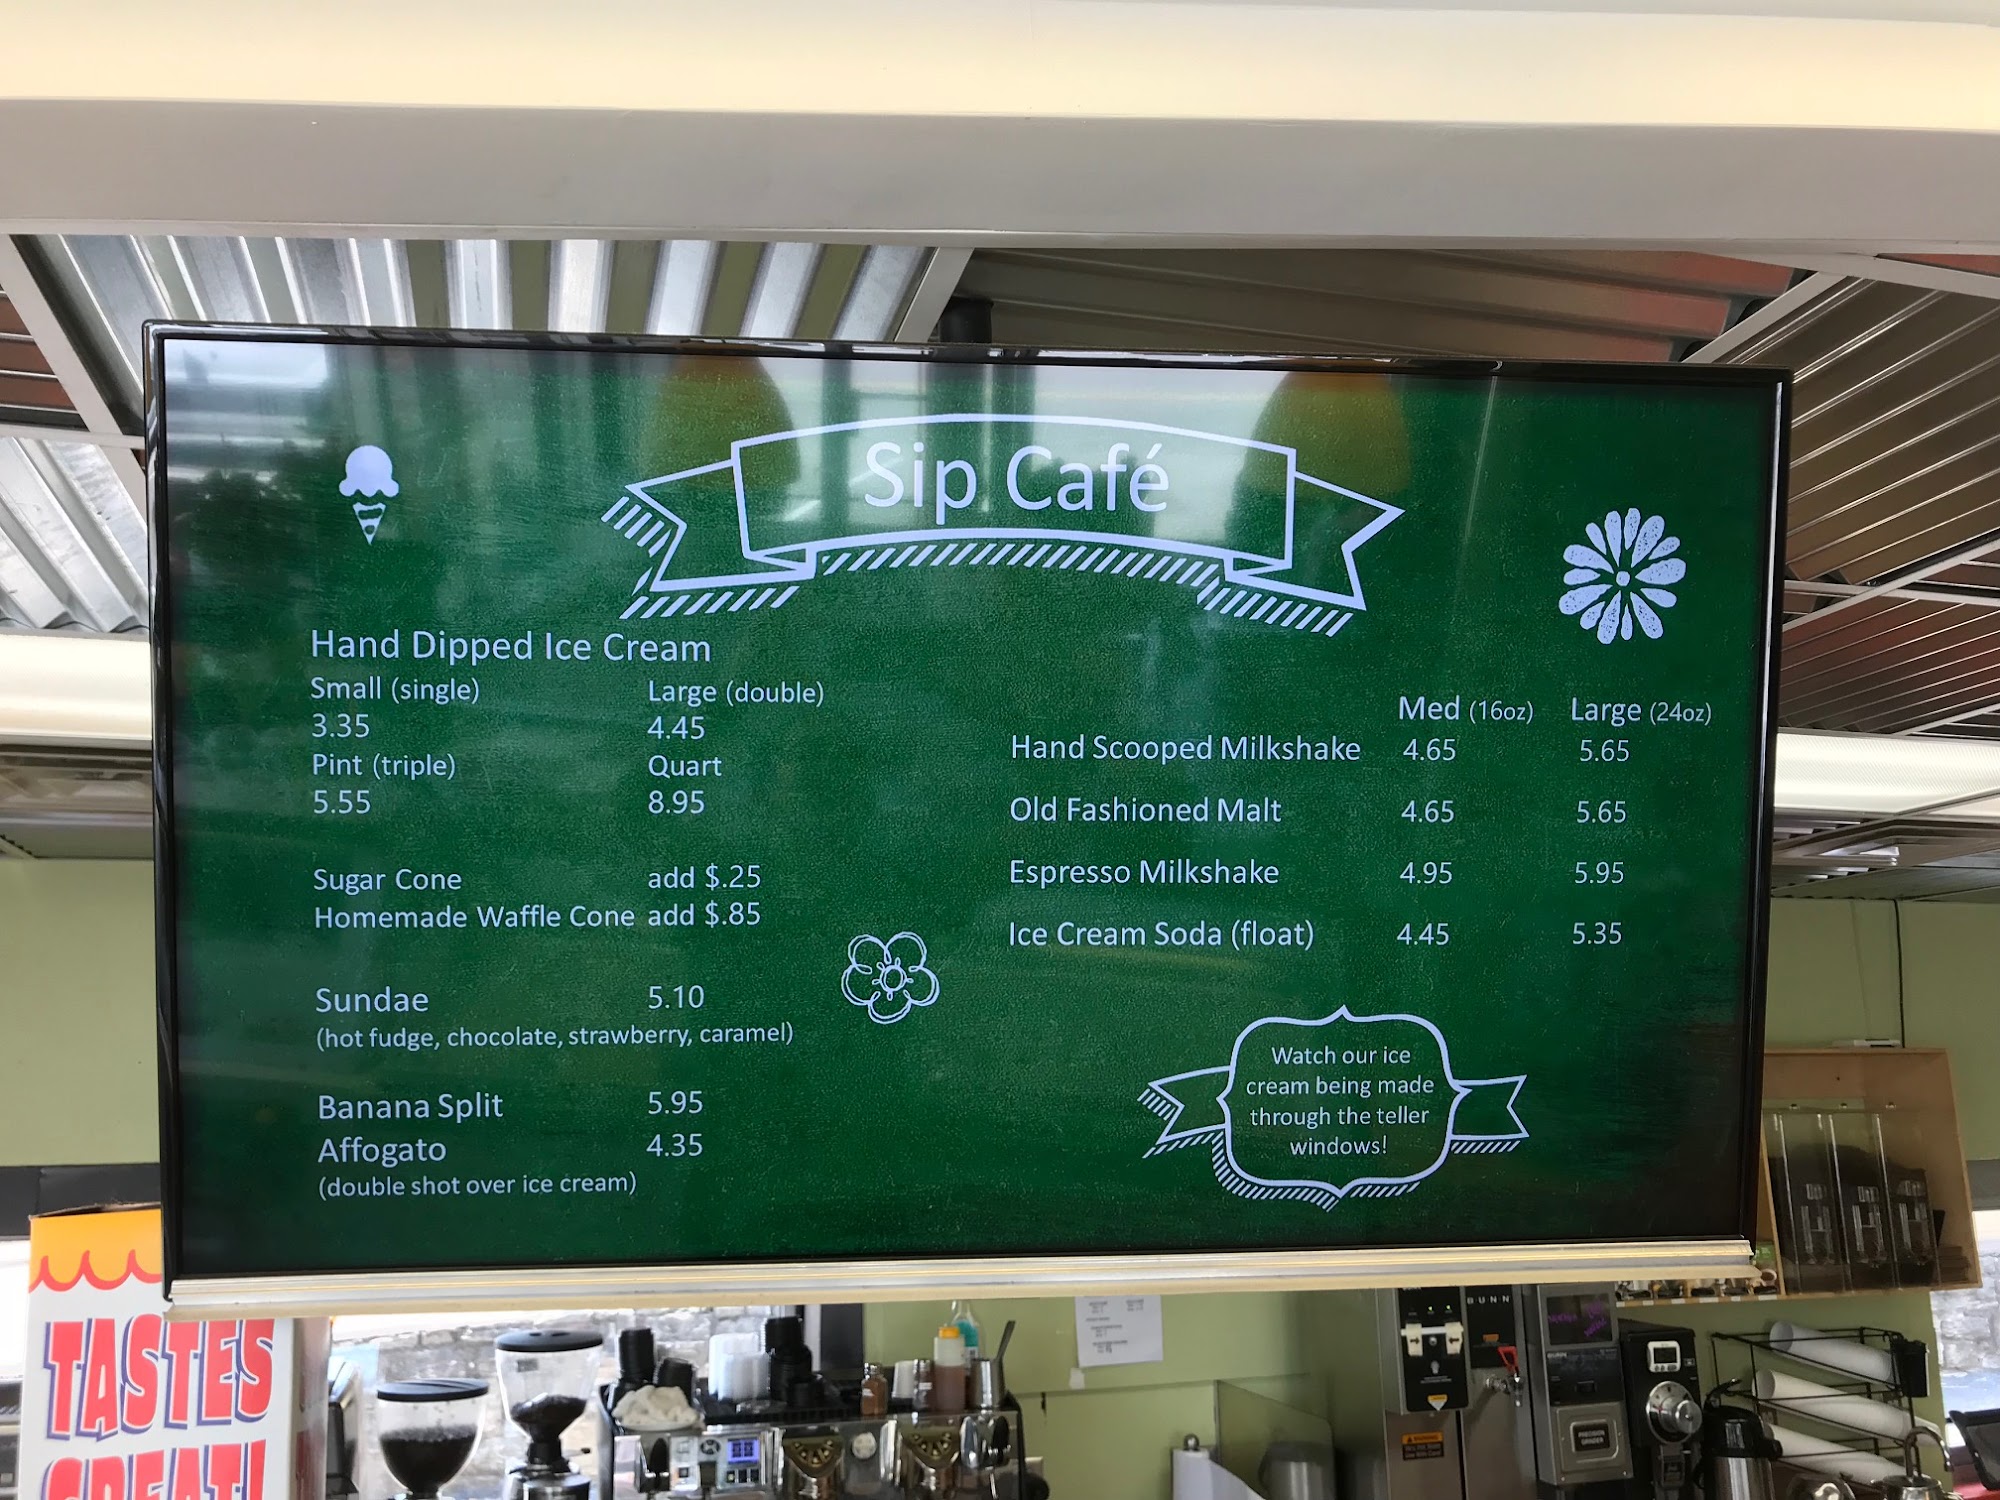 Sip Café
Hand Dipped Ice Cream
Small (single) Large (double)
3.35 4.45
Pint (triple) Quart
5.55 8.95
Sugar Cone add $.25
Homemade Waffle Cone add $.85
Sundae 5.10
(hot fudge, chocolate, strawberry, caramel)
Banana Split 5.95
Affogato 4.35
(double shot over ice cream)
Med (16oz) Large (24oz)
Hand Scooped Milkshake 4.65 5.65
Old Fashioned Malt 4.65 5.65
Espresso Milkshake 4.95 5.95
Ice Cream Soda (float) 4.45 5.35
Watch our ice
cream being made
through the teller
windows!
TASTES
GREAT!
BUNN